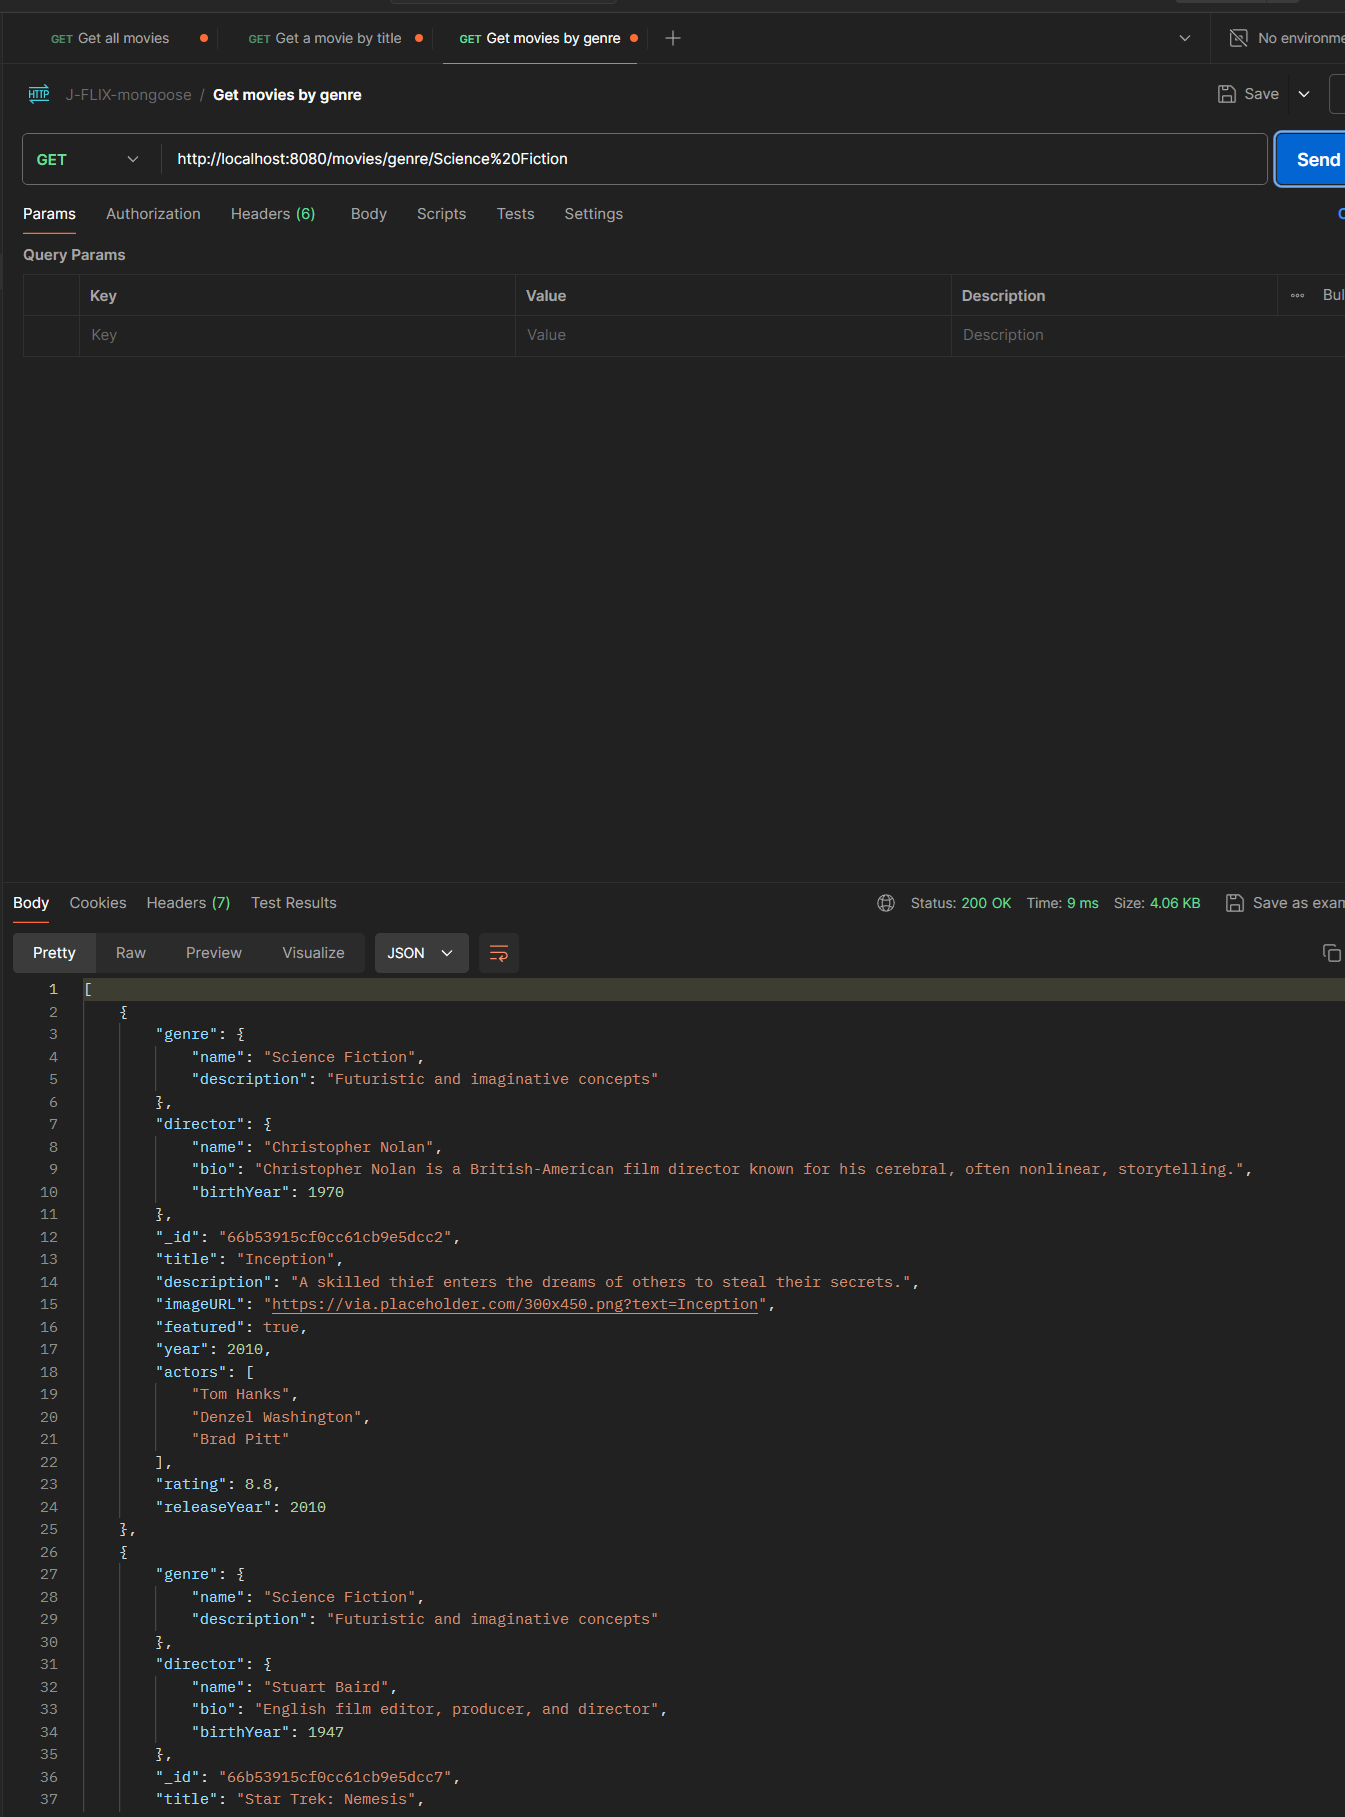 GET Get all movies GET Get a movie by title GET Get movies by genre No environme
HTTP J-FLIX-mongoose / Get movies by genre Save
GET http://localhost:8080/movies/genre/Science%20Fiction Send
Params Authorization Headers (6) Body Scripts Tests Settings
Query Params
Key Value Description Bul
Key Value Description
Body Cookies Headers (7) Test Results Status: 200 OK Time: 9 ms Size: 4.06 KB Save as exam
Pretty Raw Preview Visualize JSON
1 [
2 {
3 "genre": {
4 "name": "Science Fiction",
5 "description": "Futuristic and imaginative concepts"
6 },
7 "director": {
8 "name": "Christopher Nolan",
9 "bio": "Christopher Nolan is a British-American film director known for his cerebral, often nonlinear, storytelling.",
10 "birthYear": 1970
11 },
12 "_id": "66b53915cf0cc61cb9e5dcc2",
13 "title": "Inception",
14 "description": "A skilled thief enters the dreams of others to steal their secrets.",
15 "imageURL": "https://via.placeholder.com/300x450.png?text=Inception",
16 "featured": true,
17 "year": 2010,
18 "actors": [
19 "Tom Hanks",
20 "Denzel Washington",
21 "Brad Pitt"
22 ],
23 "rating": 8.8,
24 "releaseYear": 2010
25 },
26 {
27 "genre": {
28 "name": "Science Fiction",
29 "description": "Futuristic and imaginative concepts"
30 },
31 "director": {
32 "name": "Stuart Baird",
33 "bio": "English film editor, producer, and director",
34 "birthYear": 1947
35 },
36 "_id": "66b53915cf0cc61cb9e5dcc7",
37 "title": "Star Trek: Nemesis",